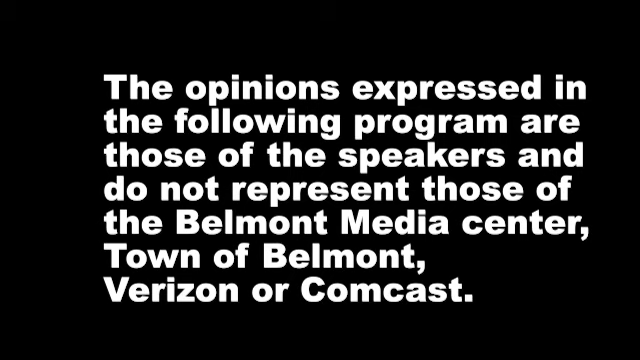 The opinions expressed in
the following program are
those of the speakers and
do not represent those of
the Belmont Media center,
Town of Belmont,
Verizon or Comcast.